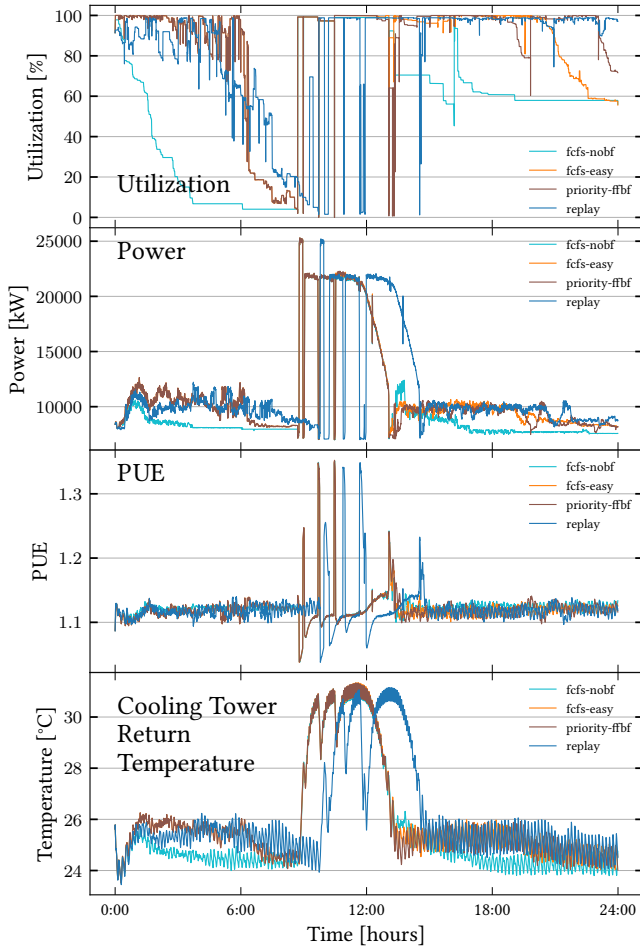 100
80
60
40
20
0
Utilization [%]
Utilization
fcfs-nobf
fcfs-easy
priority-ffbf
replay
25000
20000
15000
10000
Power [kW]
Power
fcfs-nobf
fcfs-easy
priority-ffbf
replay
1.3
1.2
1.1
PUE
PUE
fcfs-nobf
fcfs-easy
priority-ffbf
replay
30
28
26
24
Temperature [°C]
Cooling Tower
Return
Temperature
fcfs-nobf
fcfs-easy
priority-ffbf
replay
0:00 6:00 12:00 18:00 24:00
Time [hours]